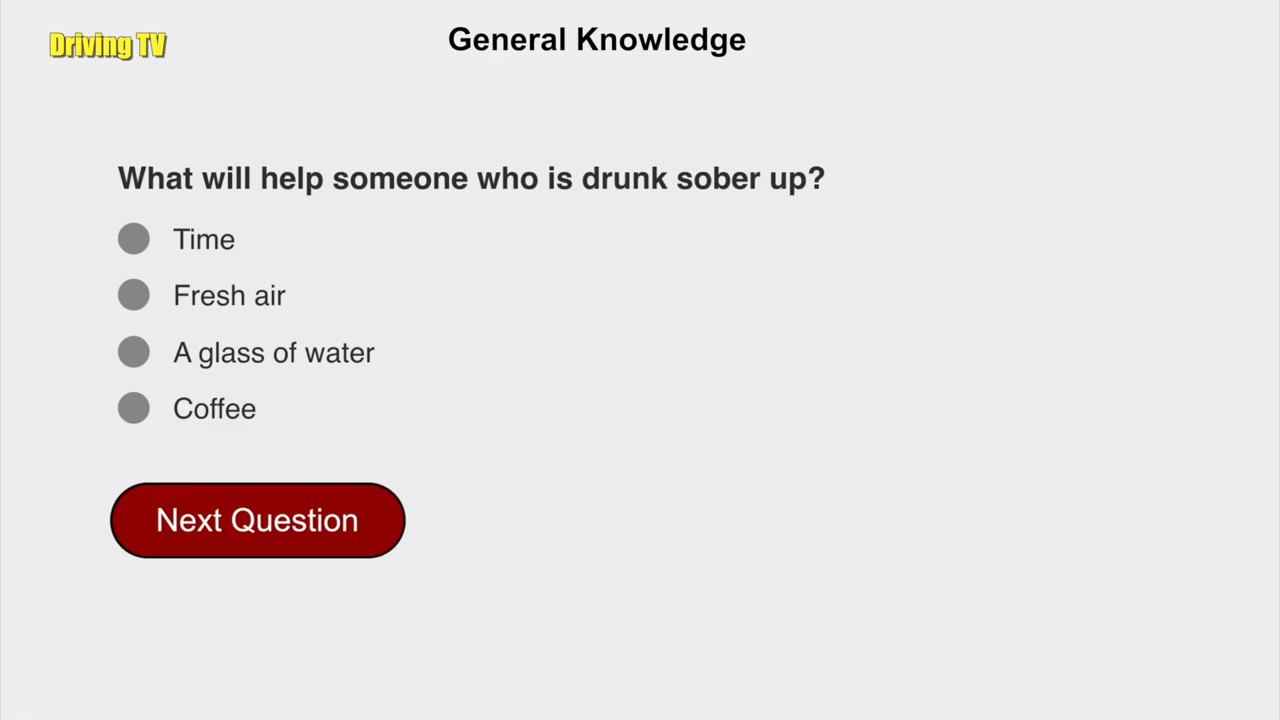 Driving TV
General Knowledge
What will help someone who is drunk sober up?
Time
Fresh air
A glass of water
Coffee
Next Question